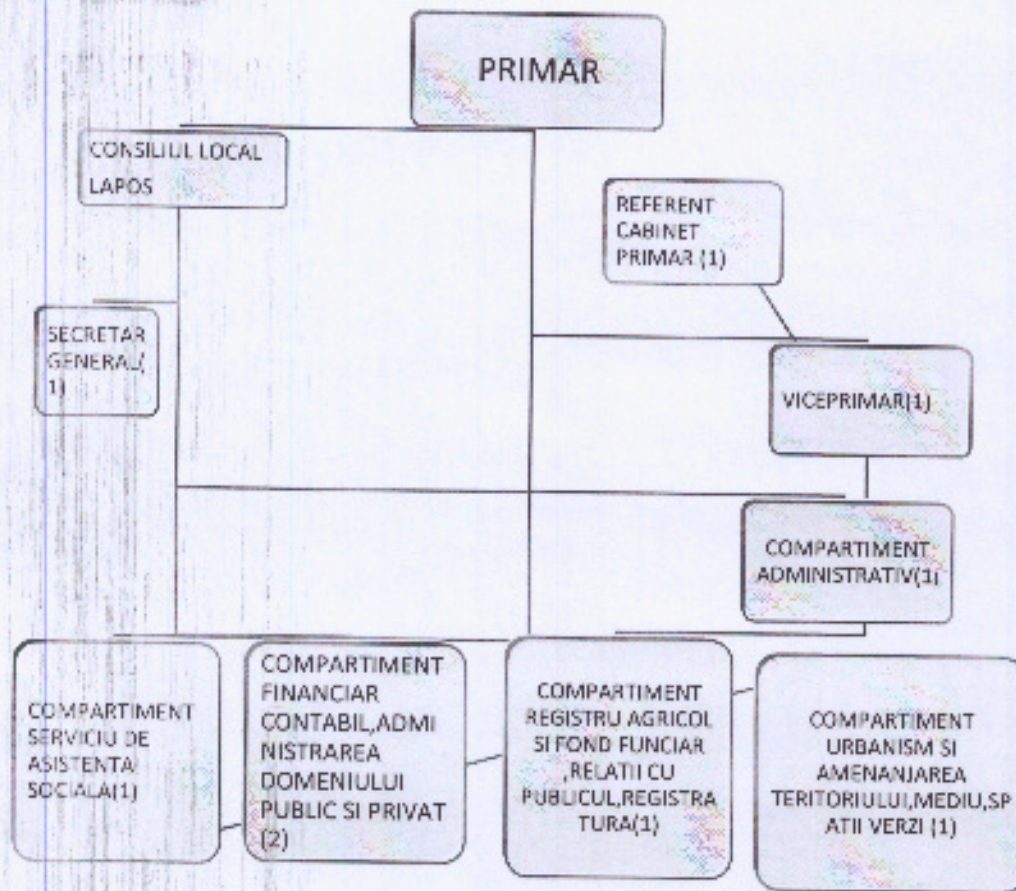 PRIMAR
CONSILIUL LOCAL
LAPOS
REFERENT
CABINET
PRIMAR (1)
SECRETAR
GENERAL(
1)
VICEPRIMAR(1)
COMPARTIMENT
ADMINISTRATIV(1)
COMPARTIMENT
SERVICIU DE
ASISTENTA
SOCIALA(1)
COMPARTIMENT
FINANCIAR
CONTABIL,ADMI
NISTRAREA
DOMENIULUI
PUBLIC SI PRIVAT
(2)
COMPARTIMENT
REGISTRU AGRICOL
SI FOND FUNCIAR
,RELATII CU
PUBLICUL,REGISTRA
TURA(1)
COMPARTIMENT
URBANISM SI
AMENANJAREA
TERITORIULUI,MEDIU,SP
ATII VERZI (1)